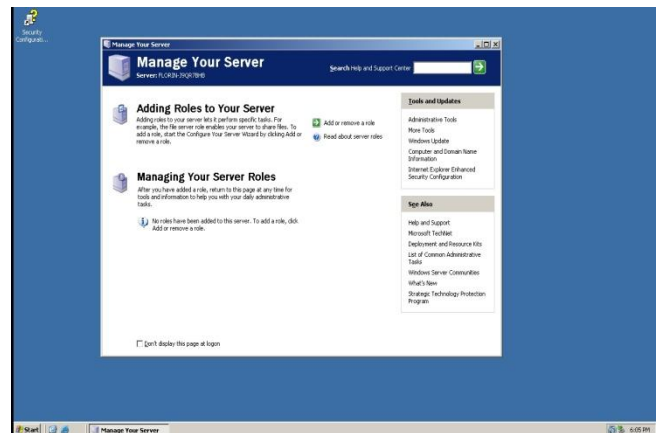 Security
Configurati...
Manage Your Server
Manage Your Server
Server: FLORIN-J9QR78H0
Search Help and Support Center
Adding Roles to Your Server
Adding roles to your server lets it perform specific tasks. For
example, the file server role enables your server to share files. To
add a role, start the Configure Your Server Wizard by clicking Add or
remove a role.
Add or remove a role
Read about server roles
Managing Your Server Roles
After you have added a role, return to this page at any time for
tools and information to help you with your daily administrative
tasks.
No roles have been added to this server. To add a role, click
Add or remove a role.
Tools and Updates
Administrative Tools
More Tools
Windows Update
Computer and Domain Name
Information
Internet Explorer Enhanced
Security Configuration
See Also
Help and Support
Microsoft TechNet
Deployment and Resource Kits
List of Common Administrative
Tasks
Windows Server Communities
What's New
Strategic Technology Protection
Program
Don't display this page at logon
Start
Manage Your Server
6:05 PM